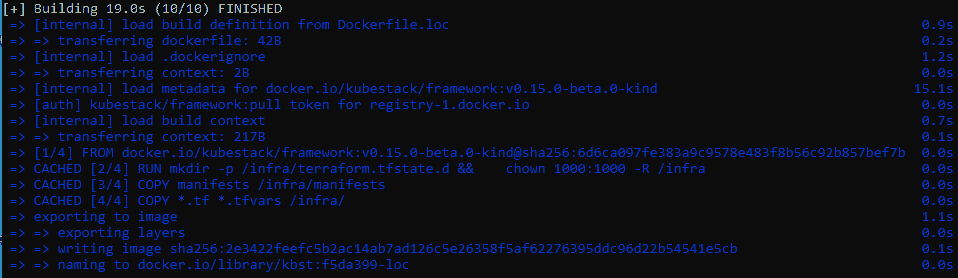 [+] Building 19.0s (10/10) FINISHED
=> [internal] load build definition from Dockerfile.loc 0.9s
=> => transferring dockerfile: 42B 0.2s
=> [internal] load .dockerignore 1.2s
=> => transferring context: 2B 0.0s
=> [internal] load metadata for docker.io/kubestack/framework:v0.15.0-beta.0-kind 15.1s
=> [auth] kubestack/framework:pull token for registry-1.docker.io 0.0s
=> [internal] load build context 0.7s
=> => transferring context: 217B 0.1s
=> [1/4] FROM docker.io/kubestack/framework:v0.15.0-beta.0-kind@sha256:6d6ca097fe383a9c9578e483f8b56c92b857bef7b 0.0s
=> CACHED [2/4] RUN mkdir -p /infra/terraform.tfstate.d &&    chown 1000:1000 -R /infra 0.0s
=> CACHED [3/4] COPY manifests /infra/manifests 0.0s
=> CACHED [4/4] COPY *.tf *.tfvars /infra/ 0.0s
=> exporting to image 1.1s
=> => exporting layers 0.0s
=> => writing image sha256:2e3422feefc5b2ac14ab7ad126c5e26358f5af62276395ddc96d22b54541e5cb 0.1s
=> => naming to docker.io/library/kbst:f5da399-loc 0.0s